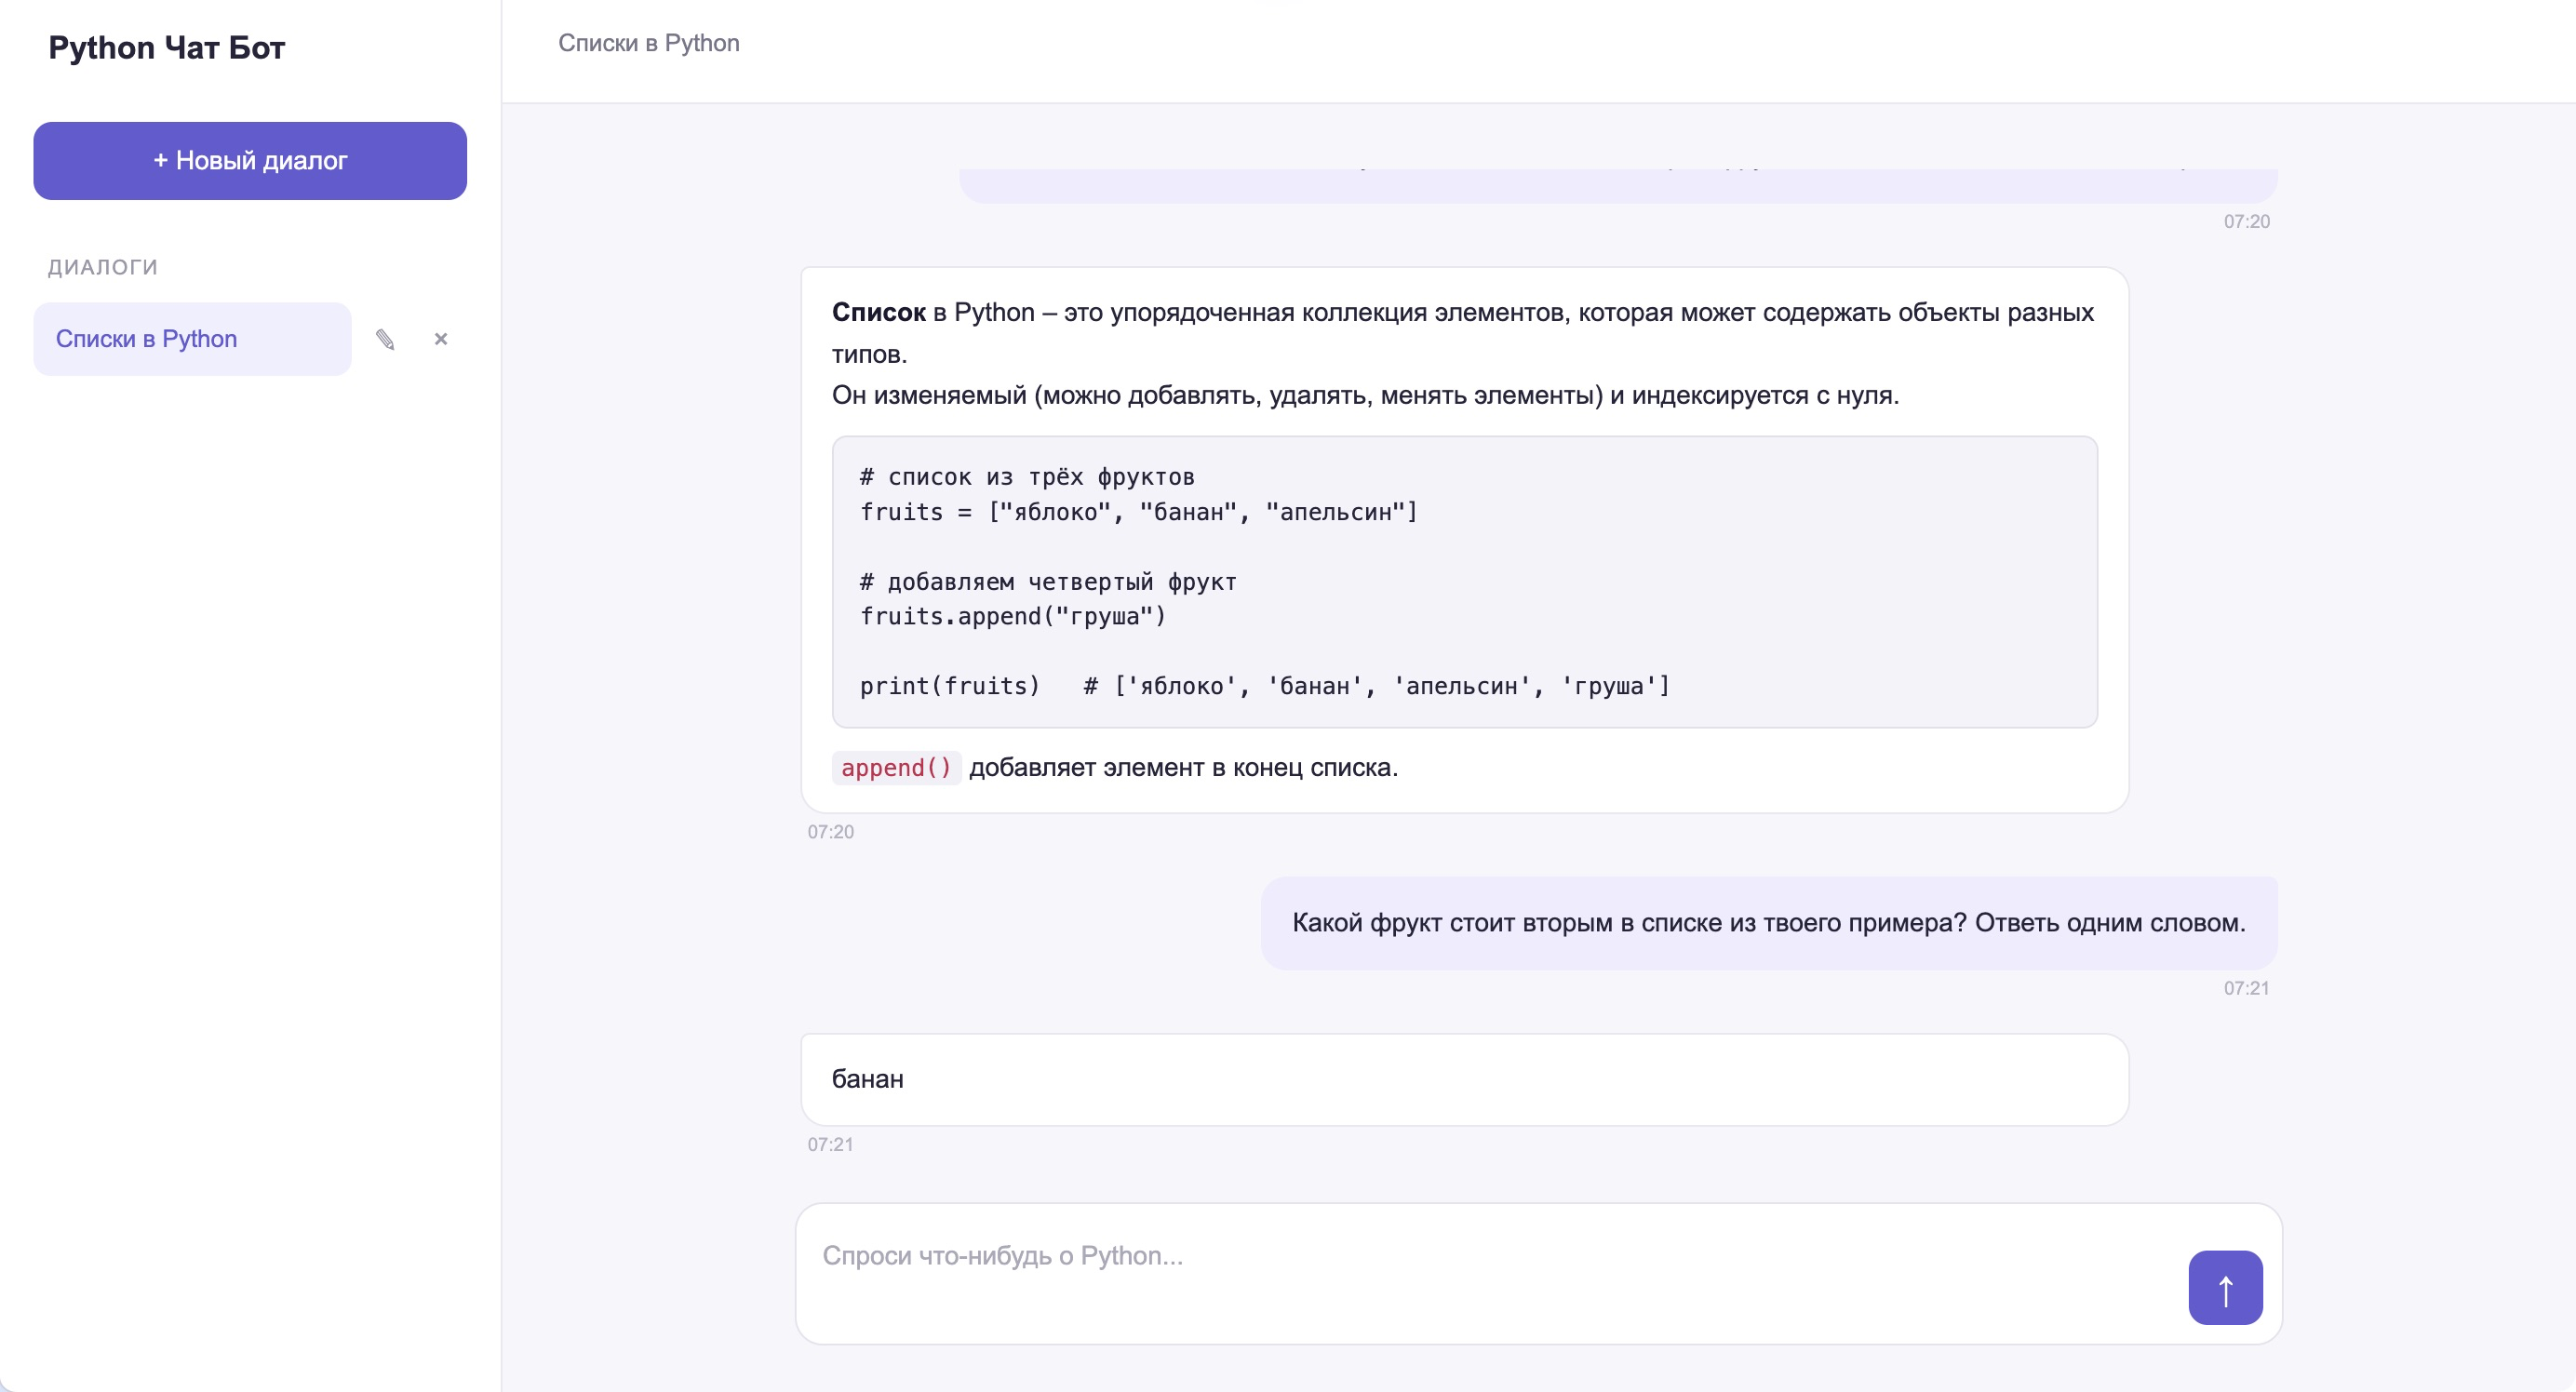 Python Чат Бот
+ Новый диалог
ДИАЛОГИ
Списки в Python
✎ ×
Списки в Python
07:20
Список в Python – это упорядоченная коллекция элементов, которая может содержать объекты разных
типов.
Он изменяемый (можно добавлять, удалять, менять элементы) и индексируется с нуля.
# список из трёх фруктов
fruits = ["яблоко", "банан", "апельсин"]
# добавляем четвертый фрукт
fruits.append("груша")
print(fruits)   # ['яблоко', 'банан', 'апельсин', 'груша']
append() добавляет элемент в конец списка.
07:20
Какой фрукт стоит вторым в списке из твоего примера? Ответь одним словом.
07:21
банан
07:21
Спроси что-нибудь о Python...
↑